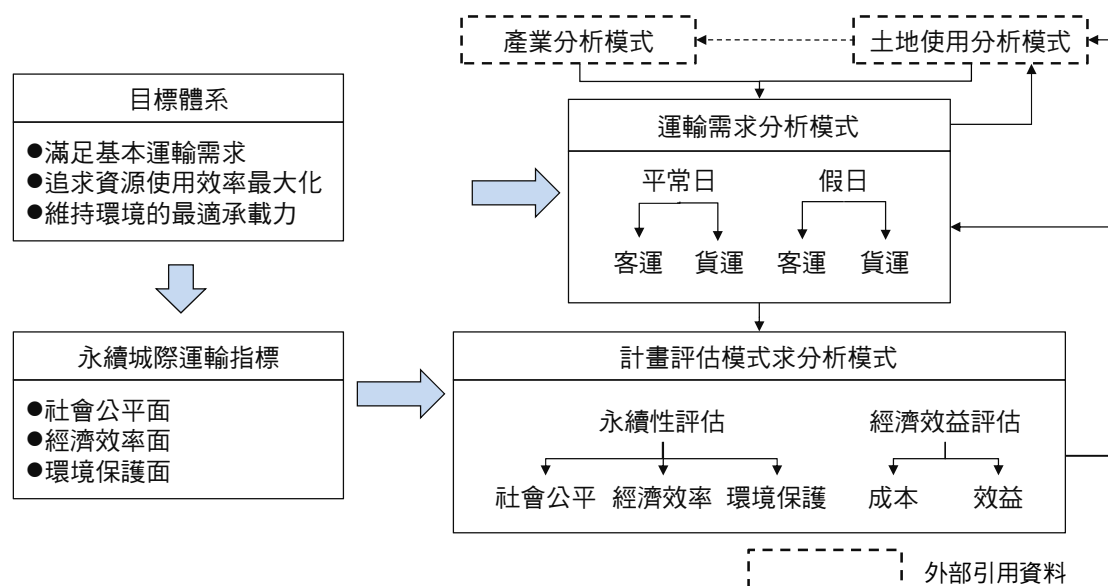 產業分析模式
土地使用分析模式
目標體系
●滿足基本運輸需求
●追求資源使用效率最大化
●維持環境的最適承載力
運輸需求分析模式
平常日
假日
客運
貨運
客運
貨運
永續城際運輸指標
●社會公平面
●經濟效率面
●環境保護面
計畫評估模式求分析模式
永續性評估
經濟效益評估
社會公平
經濟效率
環境保護
成本
效益
外部引用資料